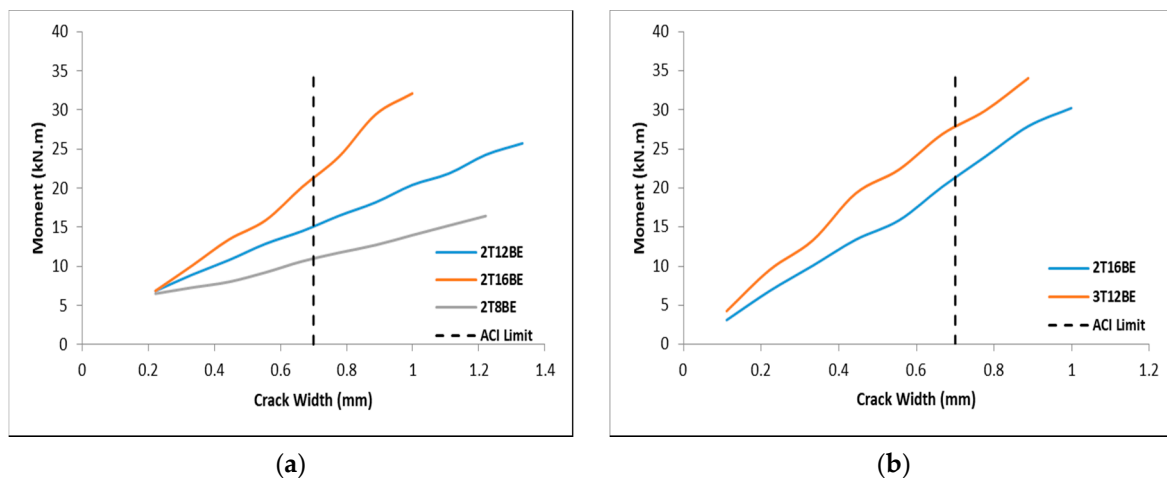 40
35
30
25
20
15
10
5
0
Moment (kN.m)
2T12BE
2T16BE
2T8BE
ACI Limit
0 0.2 0.4 0.6 0.8 1 1.2 1.4
Crack Width (mm)
(a)
40
35
30
25
20
15
10
5
0
Moment (kN.m)
2T16BE
3T12BE
ACI Limit
0 0.2 0.4 0.6 0.8 1 1.2
Crack Width (mm)
(b)